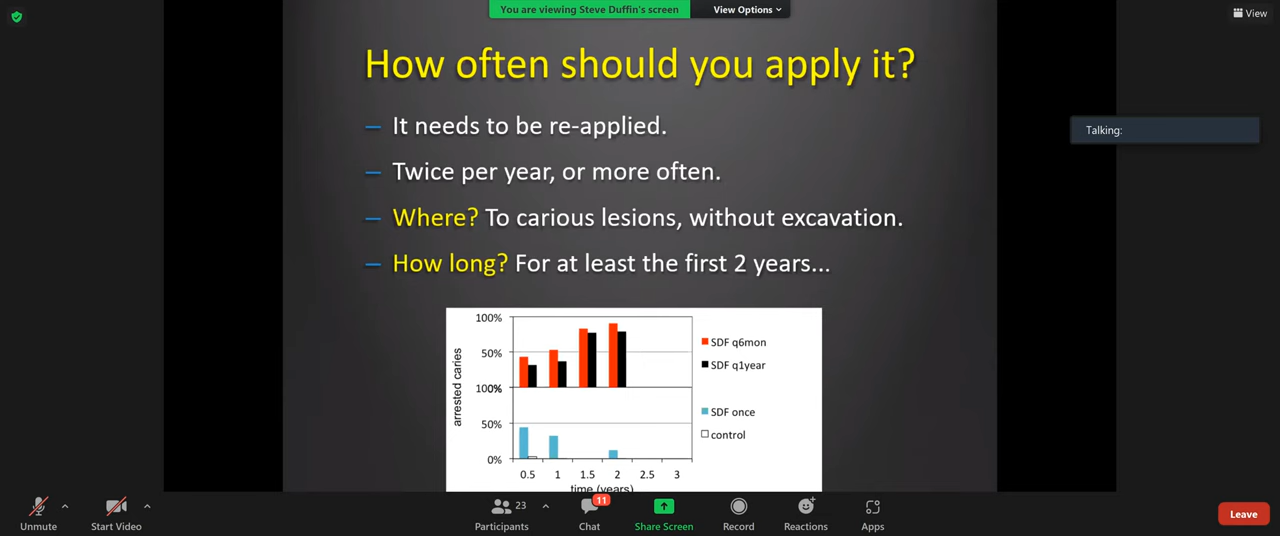 You are viewing Steve Duffin's screen
View Options
View
How often should you apply it?
Talking:
– It needs to be re-applied.
– Twice per year, or more often.
– Where? To carious lesions, without excavation.
– How long? For at least the first 2 years...
arrested caries
100%
50%
100%
50%
0%
SDF q6mon
SDF q1year
SDF once
control
0.5 1 1.5 2 2.5 3
time (years)
Unmute
Start Video
23
Participants
11
Chat
Share Screen
Record
Reactions
Apps
Leave